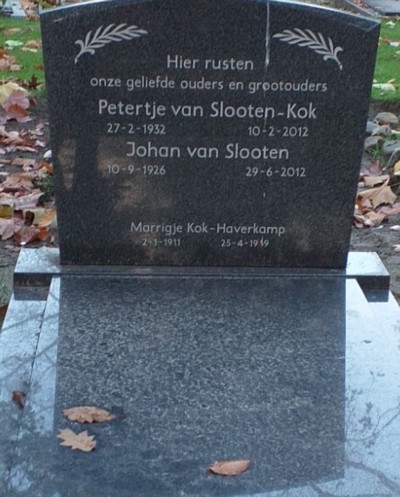 Hier rusten
onze geliefde ouders en grootouders
Petertje van Slooten-Kok
27-2-1932 10-2-2012
Johan van Slooten
10-9-1926 29-6-2012
Marrigje Kok-Haverkamp
2-1-1911 25-4-1939